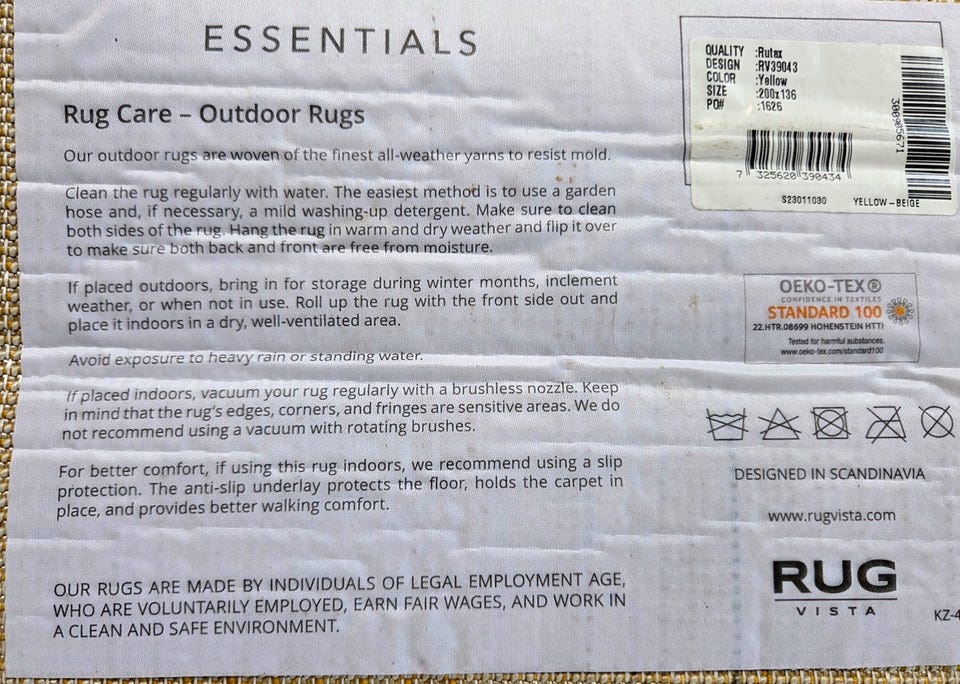 ESSENTIALS
Rug Care – Outdoor Rugs
Our outdoor rugs are woven of the finest all-weather yarns to resist mold.
Clean the rug regularly with water. The easiest method is to use a garden
hose and, if necessary, a mild washing-up detergent. Make sure to clean
both sides of the rug. Hang the rug in warm and dry weather and flip it over
to make sure both back and front are free from moisture.
If placed outdoors, bring in for storage during winter months, inclement
weather, or when not in use. Roll up the rug with the front side out and
place it indoors in a dry, well-ventilated area.
Avoid exposure to heavy rain or standing water.
If placed indoors, vacuum your rug regularly with a brushless nozzle. Keep
in mind that the rug's edges, corners, and fringes are sensitive areas. We do
not recommend using a vacuum with rotating brushes.
For better comfort, if using this rug indoors, we recommend using a slip
protection. The anti-slip underlay protects the floor, holds the carpet in
place, and provides better walking comfort.
OUR RUGS ARE MADE BY INDIVIDUALS OF LEGAL EMPLOYMENT AGE,
WHO ARE VOLUNTARILY EMPLOYED, EARN FAIR WAGES, AND WORK IN
A CLEAN AND SAFE ENVIRONMENT.
QUALITY :Rutax
DESIGN :RV39043
COLOR :Yellow
SIZE :200x136
PO# :1626
7 325620 390434
S23011030 YELLOW-BEIGE
OEKO-TEX®
CONFIDENCE IN TEXTILES
STANDARD 100
22.HTR.08699 HOHENSTEIN HTTI
Tested for harmful substances.
www.oeko-tex.com/standard100
DESIGNED IN SCANDINAVIA
www.rugvista.com
RUG
VISTA
KZ-4